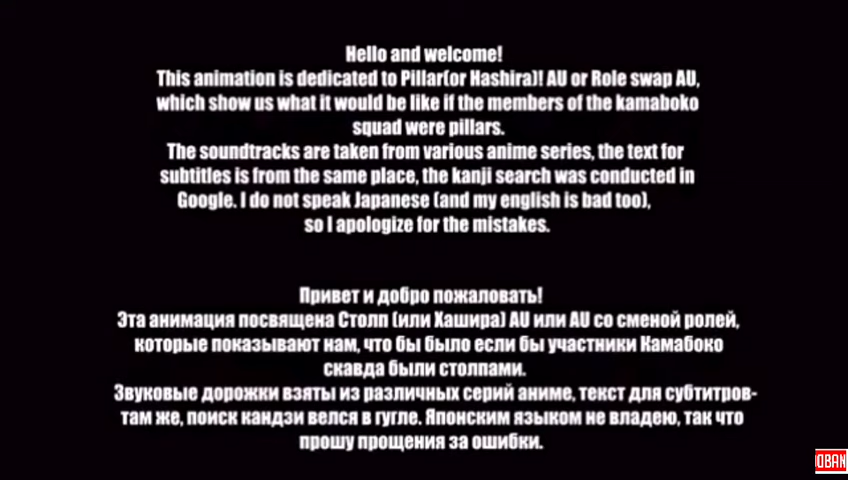 Hello and welcome!
This animation is dedicated to Pillar(or Hashira)! AU or Role swap AU,
which show us what it would be like if the members of the kamaboko
squad were pillars.
The soundtracks are taken from various anime series, the text for
subtitles is from the same place, the kanji search was conducted in
Google. I do not speak Japanese (and my english is bad too),
so I apologize for the mistakes.
Привет и добро пожаловать!
Эта анимация посвящена Столп (или Хашира) AU или AU со сменой ролей,
которые показывают нам, что бы было если бы участники Камабоко
сквада были столпами.
Звуковые дорожки взяты из различных серий аниме, текст для субтитров-
там же, поиск кандзи велся в гугле. Японским языком не владею, так что
прошу прощения за ошибки.
OBAN